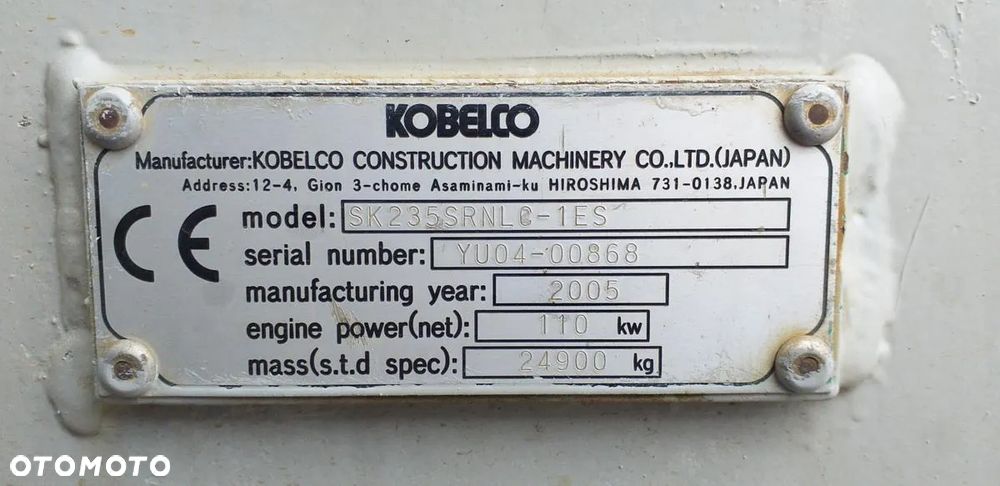 KOBELCO
Manufacturer:KOBELCO CONSTRUCTION MACHINERY CO.,LTD.(JAPAN)
Address:12-4, Gion 3-chome Asaminami-ku HIROSHIMA 731-0138.JAPAN
CE
model: SK235SRNLC-1ES
serial number: YU04-00868
manufacturing year: 2005
engine power(net): 110 kw
mass(s.t.d spec): 24900 kg
OTOMOTO